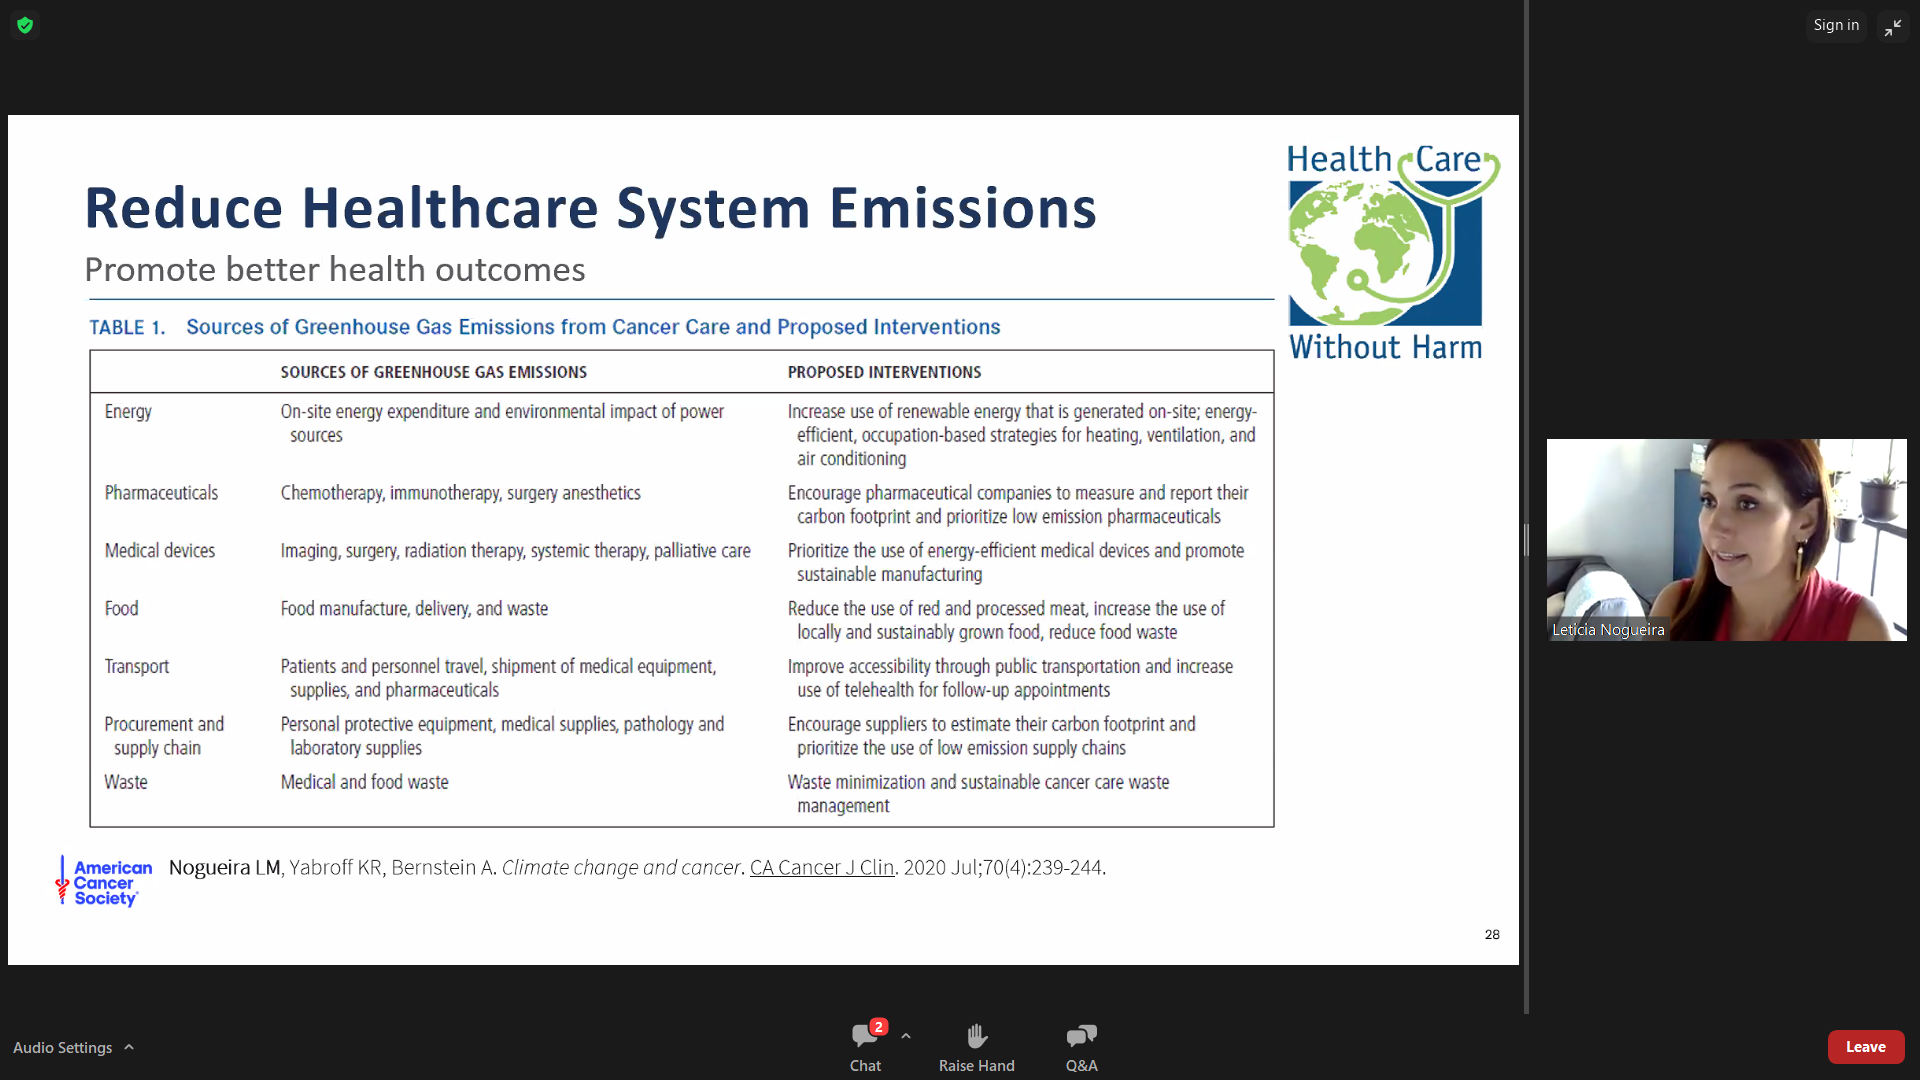 Sign in
Health Care
Without Harm
Reduce Healthcare System Emissions
Promote better health outcomes
TABLE 1. Sources of Greenhouse Gas Emissions from Cancer Care and Proposed Interventions
SOURCES OF GREENHOUSE GAS EMISSIONS PROPOSED INTERVENTIONS
Energy On-site energy expenditure and environmental impact of power Increase use of renewable energy that is generated on-site; energy-
sources efficient, occupation-based strategies for heating, ventilation, and
air conditioning
Pharmaceuticals Chemotherapy, immunotherapy, surgery anesthetics Encourage pharmaceutical companies to measure and report their
carbon footprint and prioritize low emission pharmaceuticals
Medical devices Imaging, surgery, radiation therapy, systemic therapy, palliative care Prioritize the use of energy-efficient medical devices and promote
sustainable manufacturing
Food Food manufacture, delivery, and waste Reduce the use of red and processed meat, increase the use of
locally and sustainably grown food, reduce food waste
Transport Patients and personnel travel, shipment of medical equipment, Improve accessibility through public transportation and increase
supplies, and pharmaceuticals use of telehealth for follow-up appointments
Procurement and Personal protective equipment, medical supplies, pathology and Encourage suppliers to estimate their carbon footprint and
supply chain laboratory supplies prioritize the use of low emission supply chains
Waste Medical and food waste Waste minimization and sustainable cancer care waste
management
American
Cancer
Society
Nogueira LM, Yabroff KR, Bernstein A. Climate change and cancer. CA Cancer J Clin. 2020 Jul;70(4):239-244.
28
Leticia Nogueira
Audio Settings
2
Chat
Raise Hand
Q&A
Leave